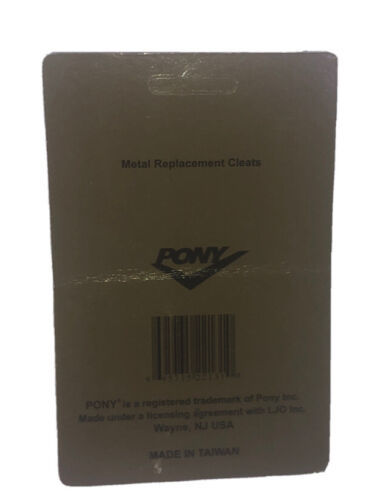 Metal Replacement Cleats
PONY
PONY® is a registered trademark of Pony Inc.
Made under a licensing agreement with LJO Inc.
Wayne, NJ USA
MADE IN TAIWAN